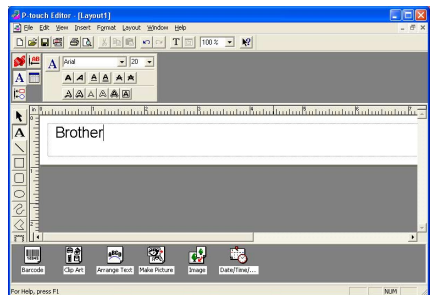 P-touch Editor - [Layout1]
File Edit View Insert Format Layout Window Help
100 %
Arial 20
Brother
Barcode Clip Art Arrange Text Make Picture Image Date/Time/...
For Help, press F1 NUM